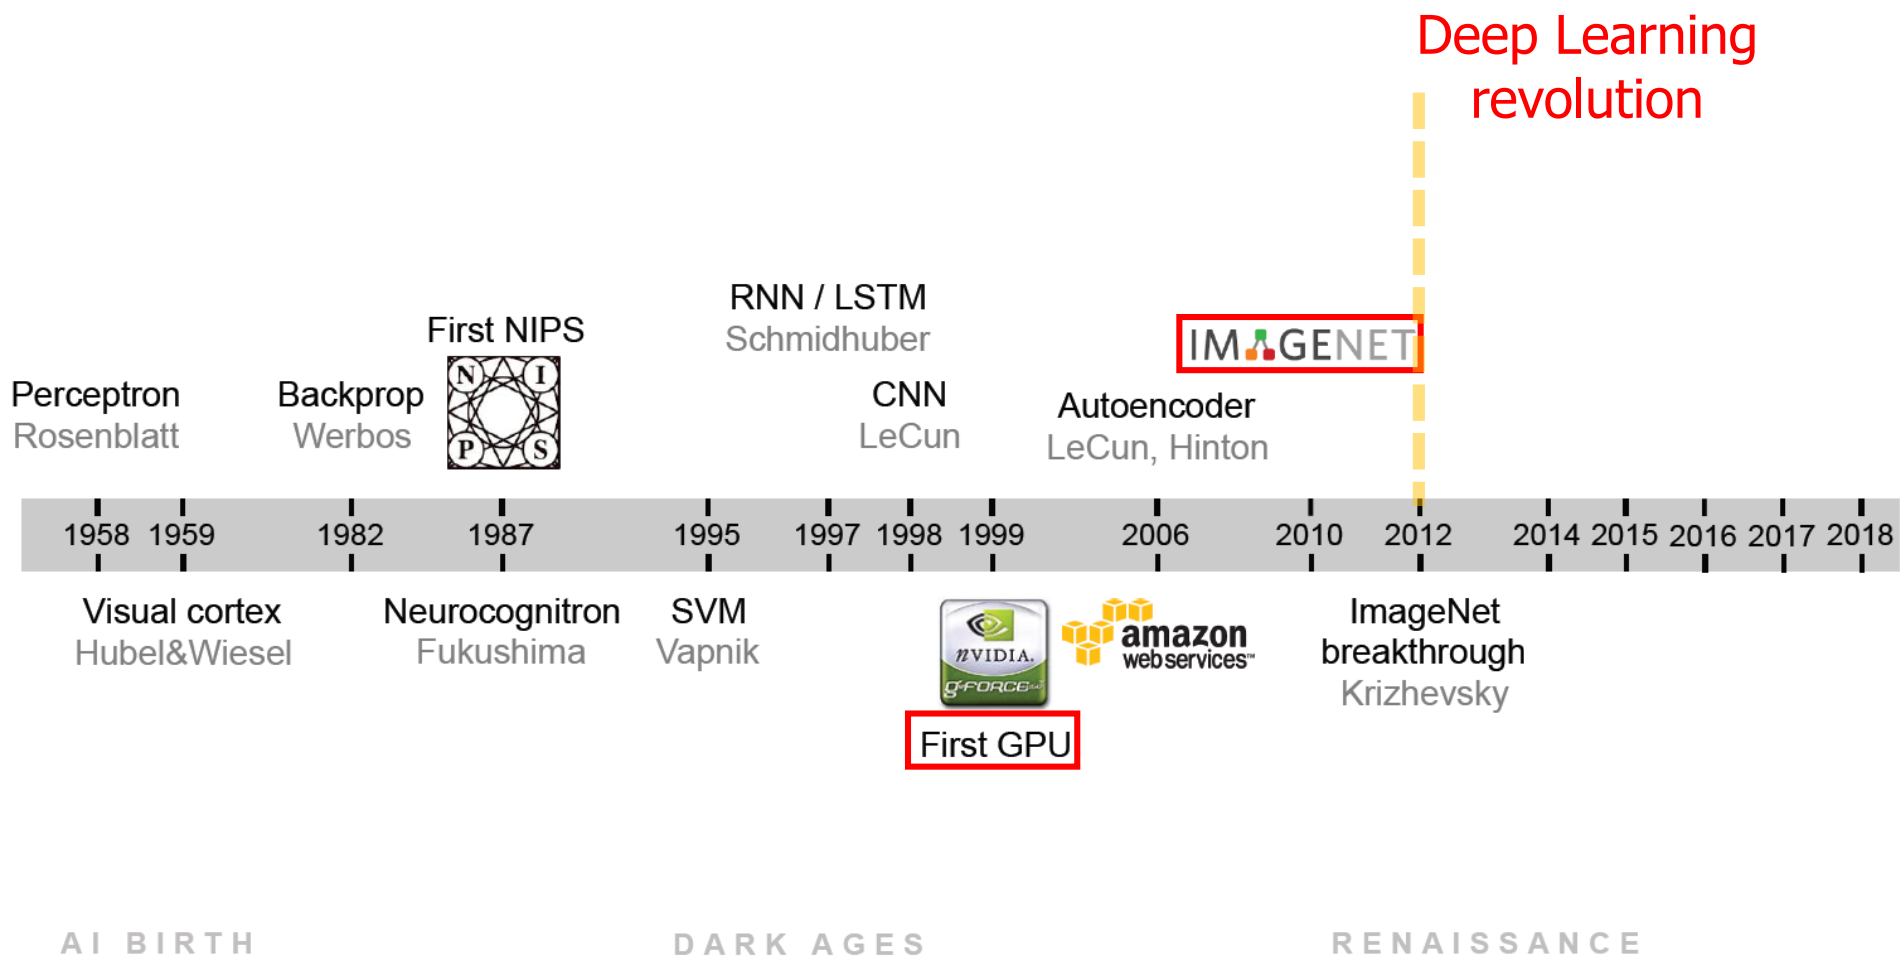 Deep Learning
revolution
RNN / LSTM
Schmidhuber
First NIPS
N I
P S
IMAGENET
Perceptron
Rosenblatt
Backprop
Werbos
CNN
LeCun
Autoencoder
LeCun, Hinton
1958 1959 1982 1987 1995 1997 1998 1999 2006 2010 2012 2014 2015 2016 2017 2018
Visual cortex
Hubel&Wiesel
Neurocognitron
Fukushima
SVM
Vapnik
nVIDIA.
GeFORCE
First GPU
amazon
webservices™
ImageNet
breakthrough
Krizhevsky
AI BIRTH
DARK AGES
RENAISSANCE